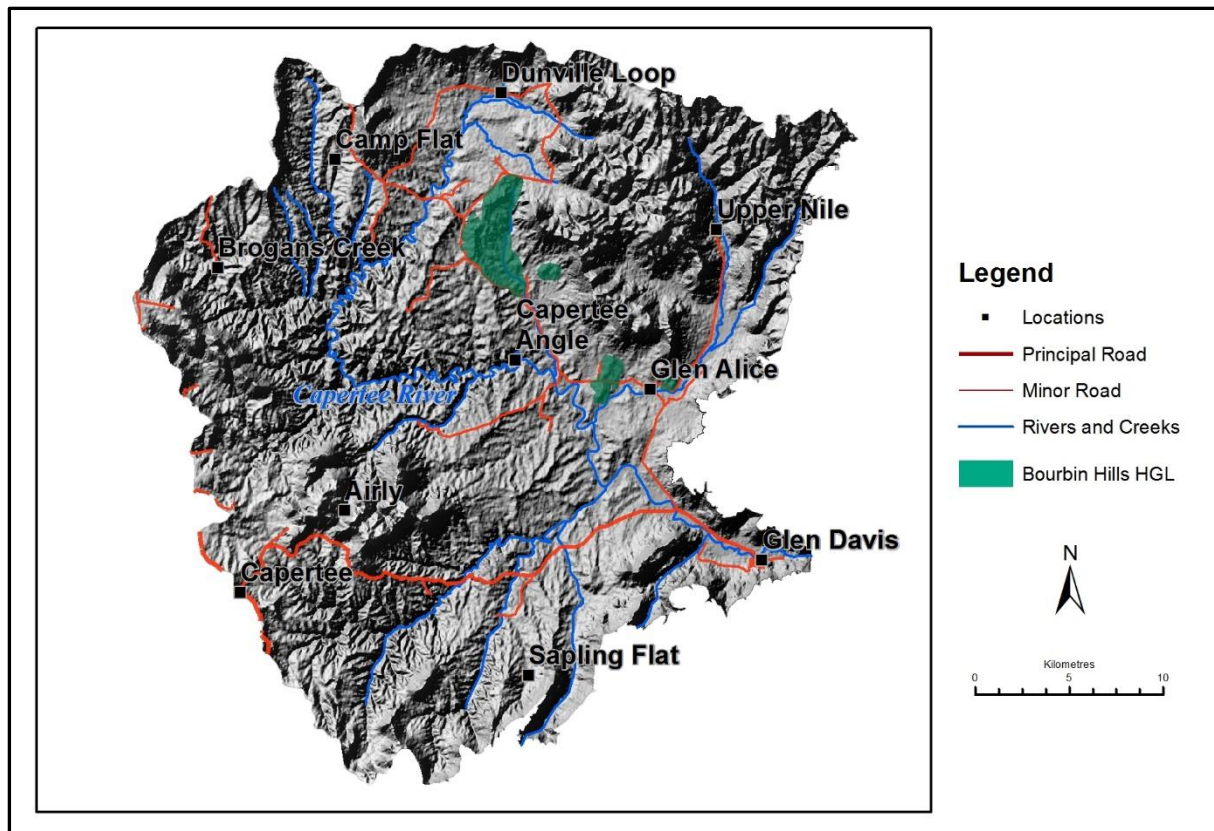 Dunville Loop
Camp Flat
Upper Nile
Brogans Creek
Capertee
Angle
Glen Alice
Capertee River
Airly
Glen Davis
Capertee
Sapling Flat
Legend
Locations
Principal Road
Minor Road
Rivers and Creeks
Bourbin Hills HGL
N
Kilometres
0 5 10